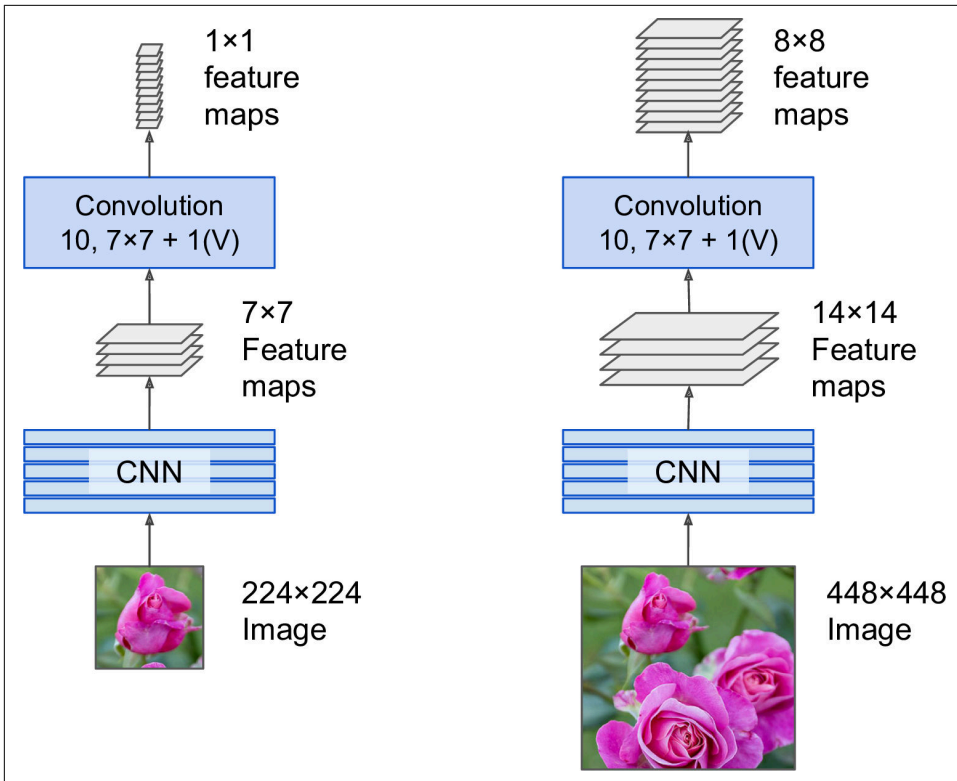 1×1
feature
maps
Convolution
10, 7×7 + 1(V)
7×7
Feature
maps
CNN
224×224
Image
8×8
feature
maps
Convolution
10, 7×7 + 1(V)
14×14
Feature
maps
CNN
448×448
Image